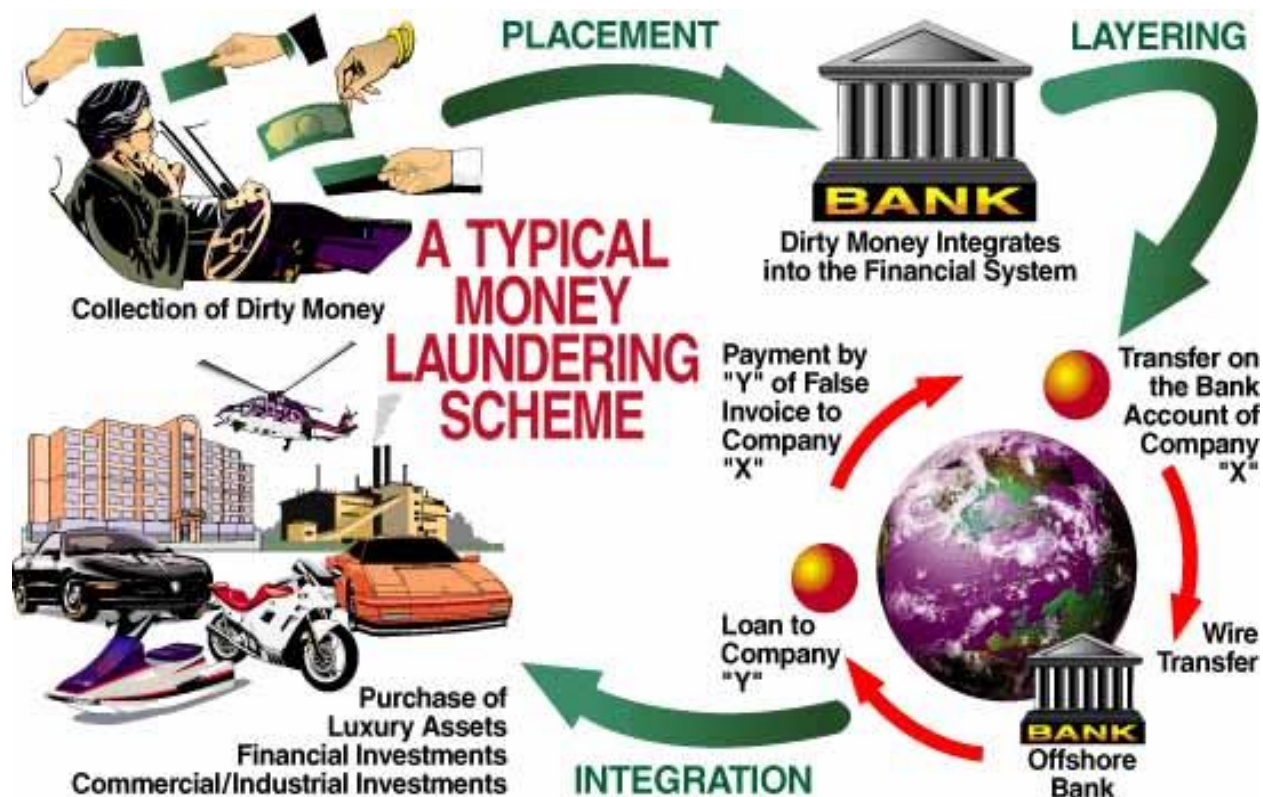 PLACEMENT
LAYERING
BANK
Dirty Money Integrates
into the Financial System
Collection of Dirty Money
A TYPICAL
MONEY
LAUNDERING
SCHEME
Payment by
"Y" of False
Invoice to
Company
"X"
Transfer on
the Bank
Account of
Company
"X"
Wire
Transfer
Loan to
Company
"Y"
BANK
Offshore
Bank
INTEGRATION
Purchase of
Luxury Assets
Financial Investments
Commercial/Industrial Investments